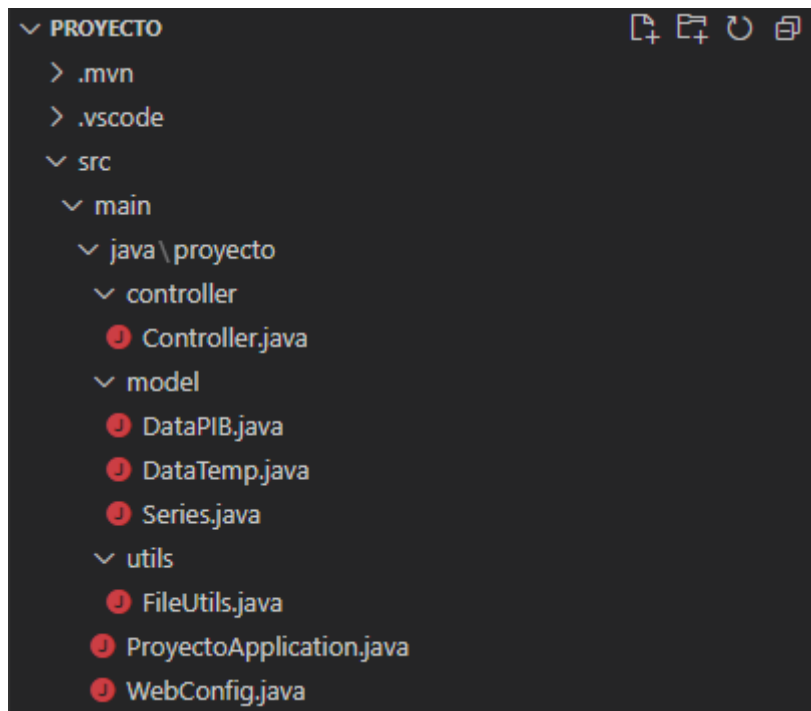 PROYECTO
.mvn
.vscode
src
main
java\proyecto
controller
J Controller.java
model
J DataPIB.java
J DataTemp.java
J Series.java
utils
J FileUtils.java
J ProyectoApplication.java
J WebConfig.java